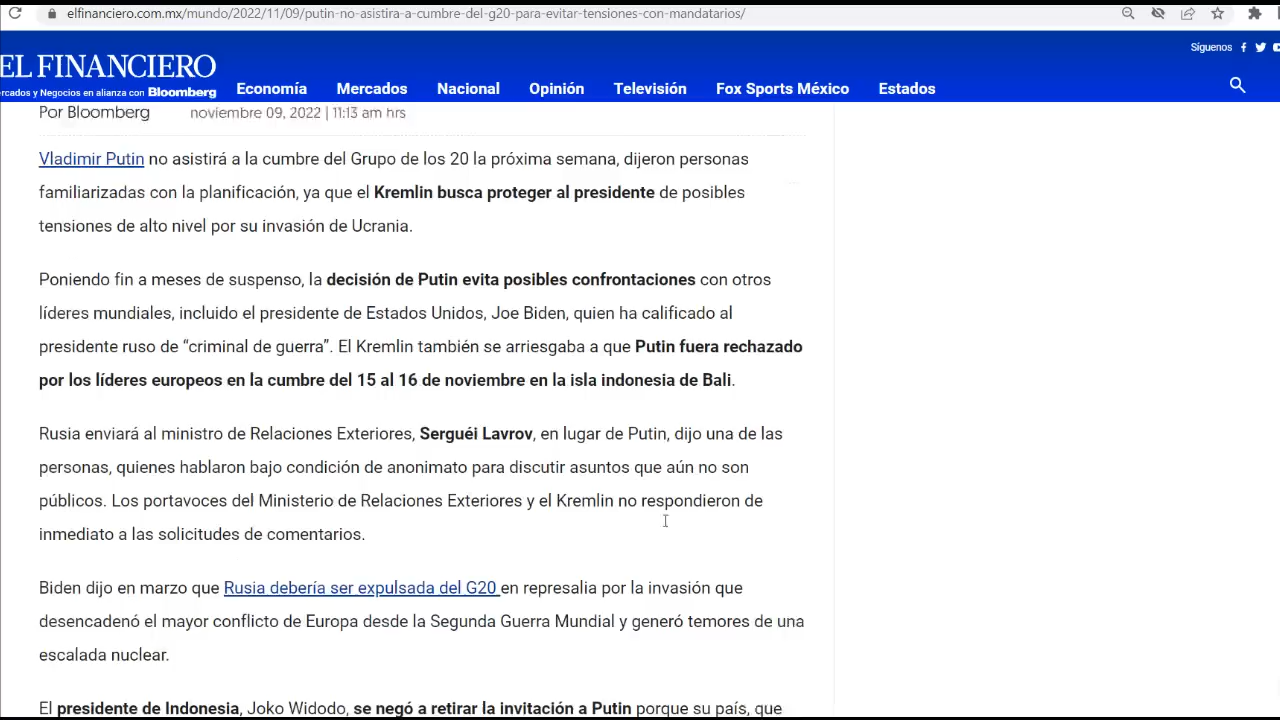 elfinanciero.com.mx/mundo/2022/11/09/putin-no-asistira-a-cumbre-del-g20-para-evitar-tensiones-con-mandatarios/
Síguenos
EL FINANCIERO
rcados y Negocios en alianza con Bloomberg
Economía Mercados Nacional Opinión Televisión Fox Sports México Estados
Por Bloomberg noviembre 09, 2022 | 11:13 am hrs
Vladimir Putin no asistirá a la cumbre del Grupo de los 20 la próxima semana, dijeron personas
familiarizadas con la planificación, ya que el Kremlin busca proteger al presidente de posibles
tensiones de alto nivel por su invasión de Ucrania.
Poniendo fin a meses de suspenso, la decisión de Putin evita posibles confrontaciones con otros
líderes mundiales, incluido el presidente de Estados Unidos, Joe Biden, quien ha calificado al
presidente ruso de “criminal de guerra”. El Kremlin también se arriesgaba a que Putin fuera rechazado
por los líderes europeos en la cumbre del 15 al 16 de noviembre en la isla indonesia de Bali.
Rusia enviará al ministro de Relaciones Exteriores, Serguéi Lavrov, en lugar de Putin, dijo una de las
personas, quienes hablaron bajo condición de anonimato para discutir asuntos que aún no son
públicos. Los portavoces del Ministerio de Relaciones Exteriores y el Kremlin no respondieron de
inmediato a las solicitudes de comentarios.
Biden dijo en marzo que Rusia debería ser expulsada del G20 en represalia por la invasión que
desencadenó el mayor conflicto de Europa desde la Segunda Guerra Mundial y generó temores de una
escalada nuclear.
El presidente de Indonesia, Joko Widodo, se negó a retirar la invitación a Putin porque su país, que